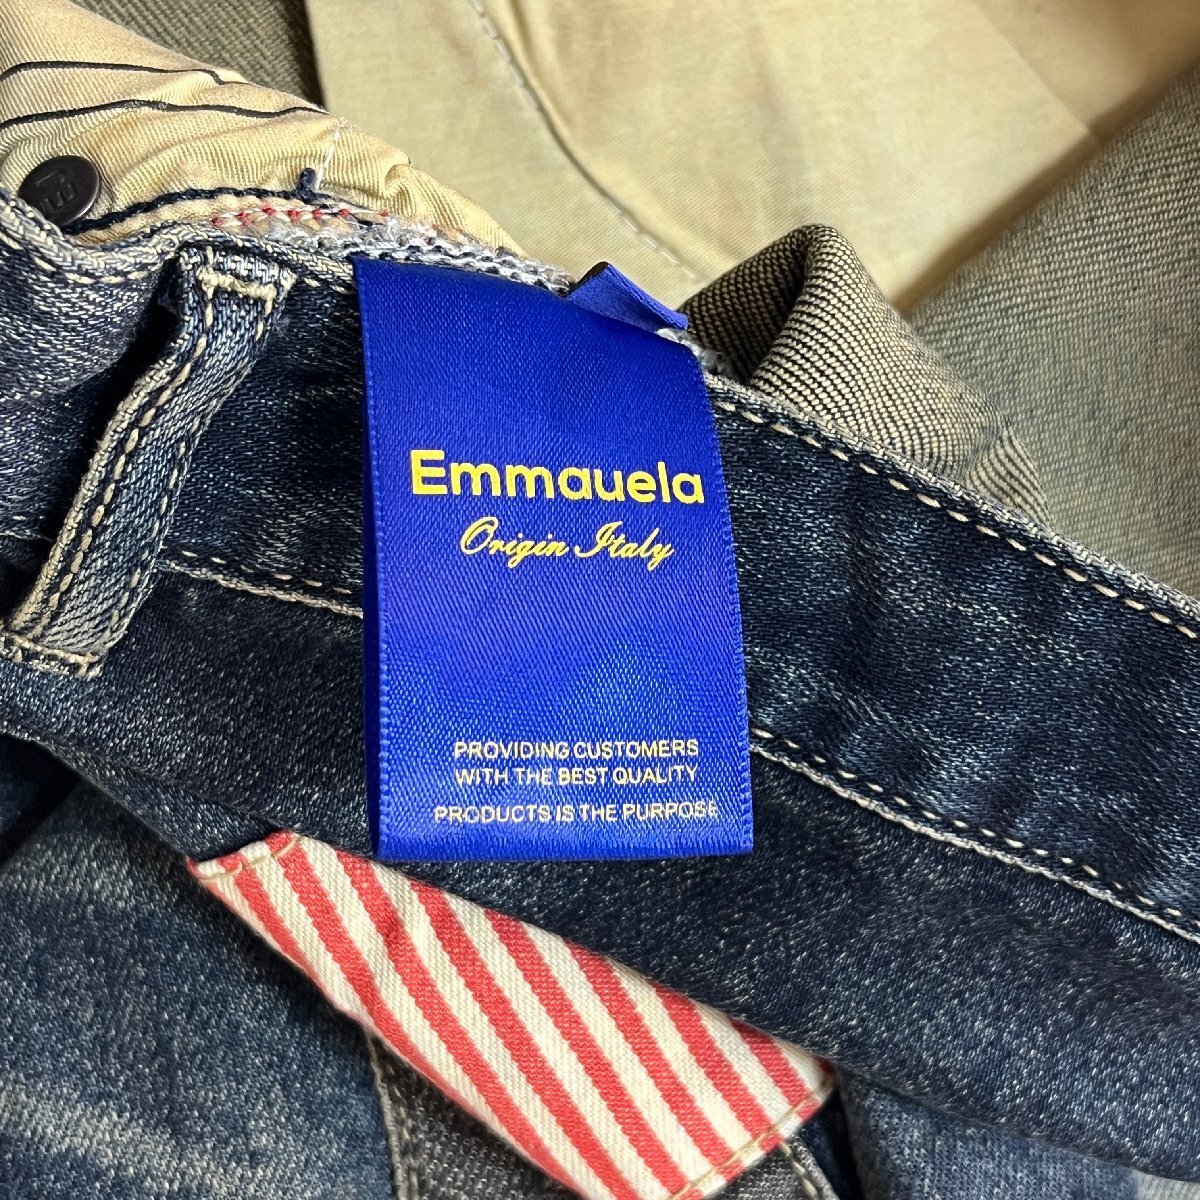 Emmauela
Origin Italy
PROVIDING CUSTOMERS
WITH THE BEST QUALITY
PRODUCTS IS THE PURPOSE